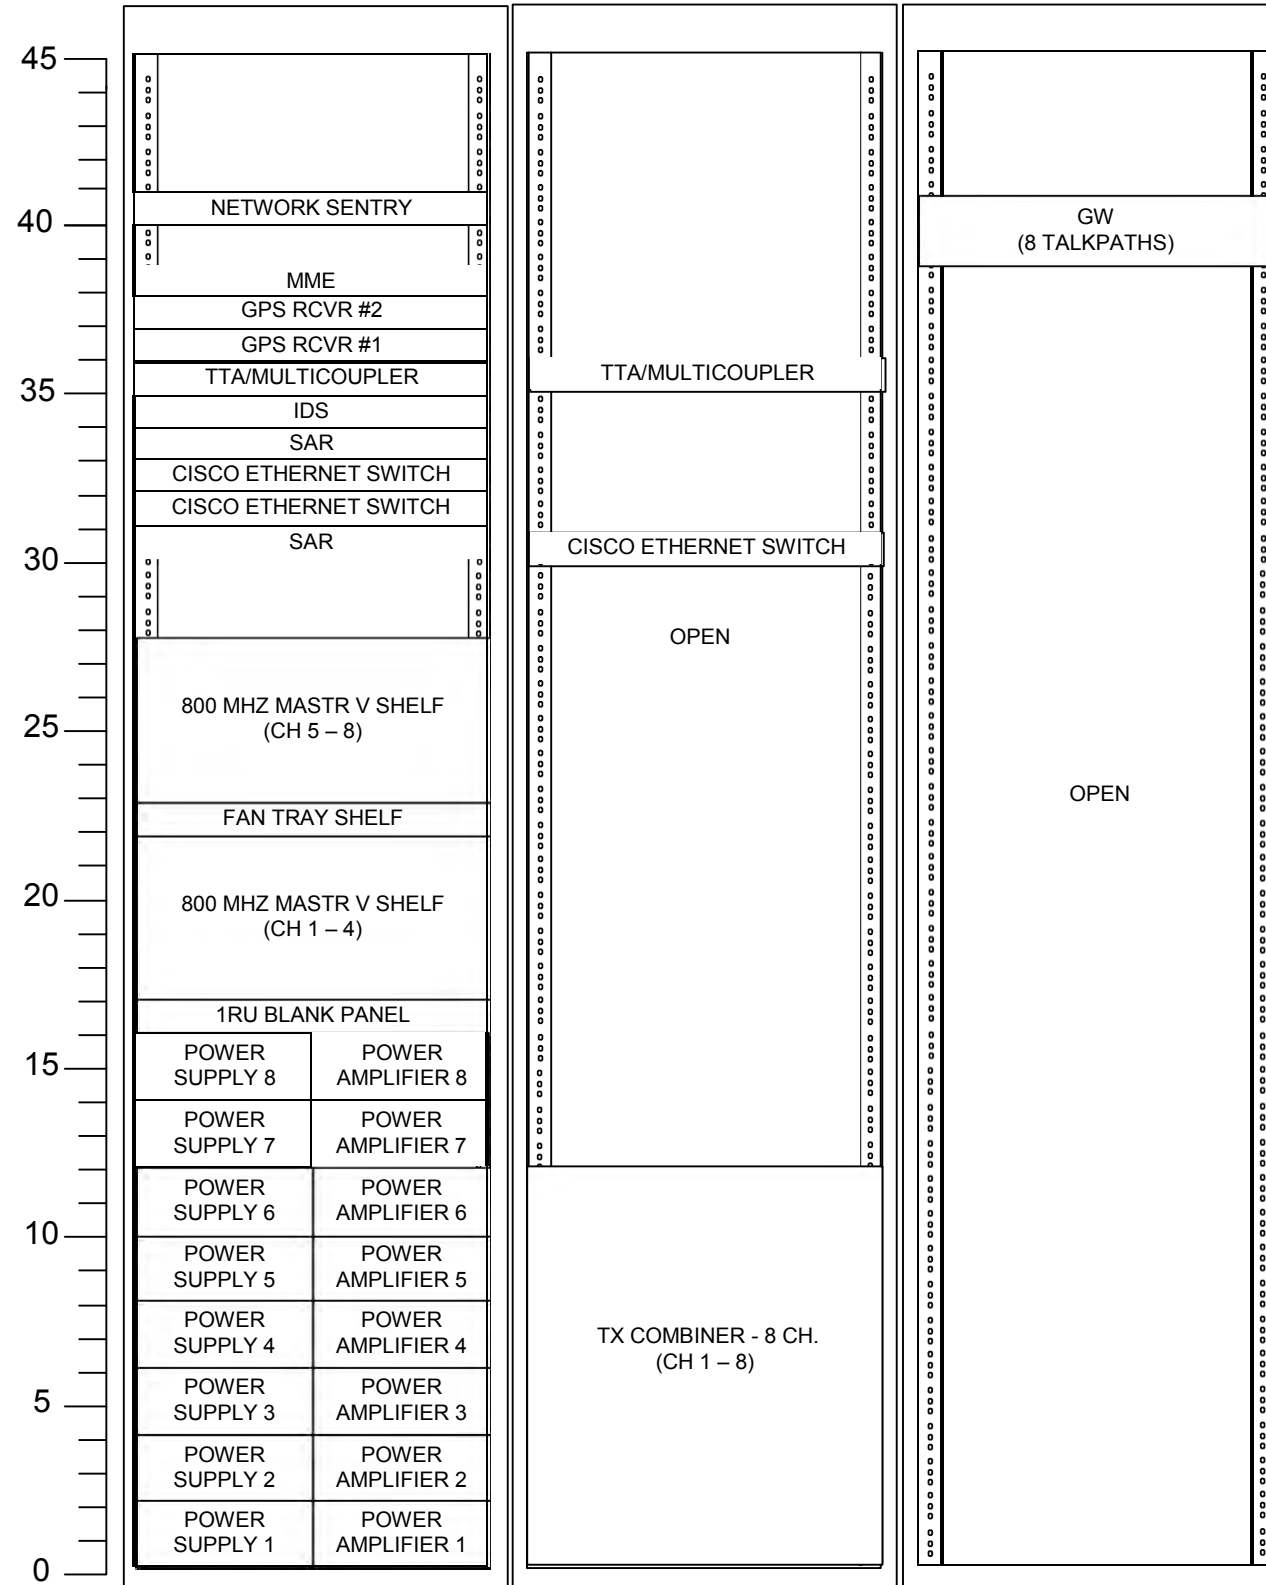 45
40
35
30
25
20
15
10
5
0
NETWORK SENTRY
MME
GPS RCVR #2
GPS RCVR #1
TTA/MULTICOUPLER
IDS
SAR
CISCO ETHERNET SWITCH
CISCO ETHERNET SWITCH
SAR
800 MHZ MASTR V SHELF
(CH 5 – 8)
FAN TRAY SHELF
800 MHZ MASTR V SHELF
(CH 1 – 4)
1RU BLANK PANEL
POWER
SUPPLY 8
POWER
AMPLIFIER 8
POWER
SUPPLY 7
POWER
AMPLIFIER 7
POWER
SUPPLY 6
POWER
AMPLIFIER 6
POWER
SUPPLY 5
POWER
AMPLIFIER 5
POWER
SUPPLY 4
POWER
AMPLIFIER 4
POWER
SUPPLY 3
POWER
AMPLIFIER 3
POWER
SUPPLY 2
POWER
AMPLIFIER 2
POWER
SUPPLY 1
POWER
AMPLIFIER 1
TTA/MULTICOUPLER
CISCO ETHERNET SWITCH
OPEN
TX COMBINER - 8 CH.
(CH 1 – 8)
GW
(8 TALKPATHS)
OPEN